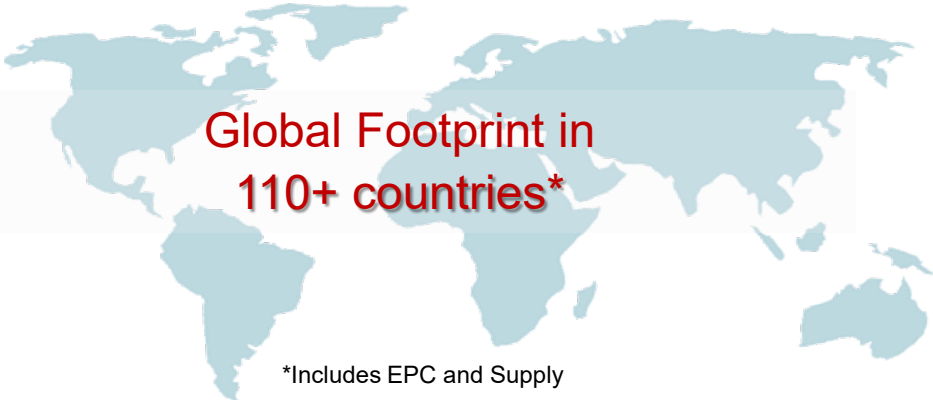 Global Footprint in
110+ countries*
*Includes EPC and Supply